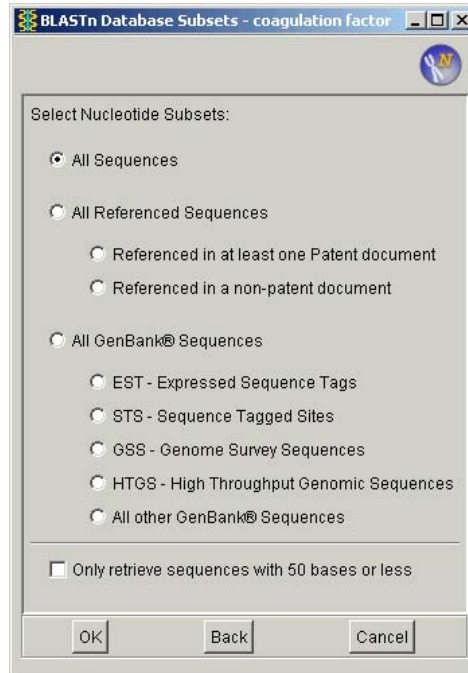 BLASTn Database Subsets - coagulation factor
N
Select Nucleotide Subsets:
All Sequences
All Referenced Sequences
Referenced in at least one Patent document
Referenced in a non-patent document
All GenBank® Sequences
EST - Expressed Sequence Tags
STS - Sequence Tagged Sites
GSS - Genome Survey Sequences
HTGS - High Throughput Genomic Sequences
All other GenBank® Sequences
Only retrieve sequences with 50 bases or less
OK Back Cancel